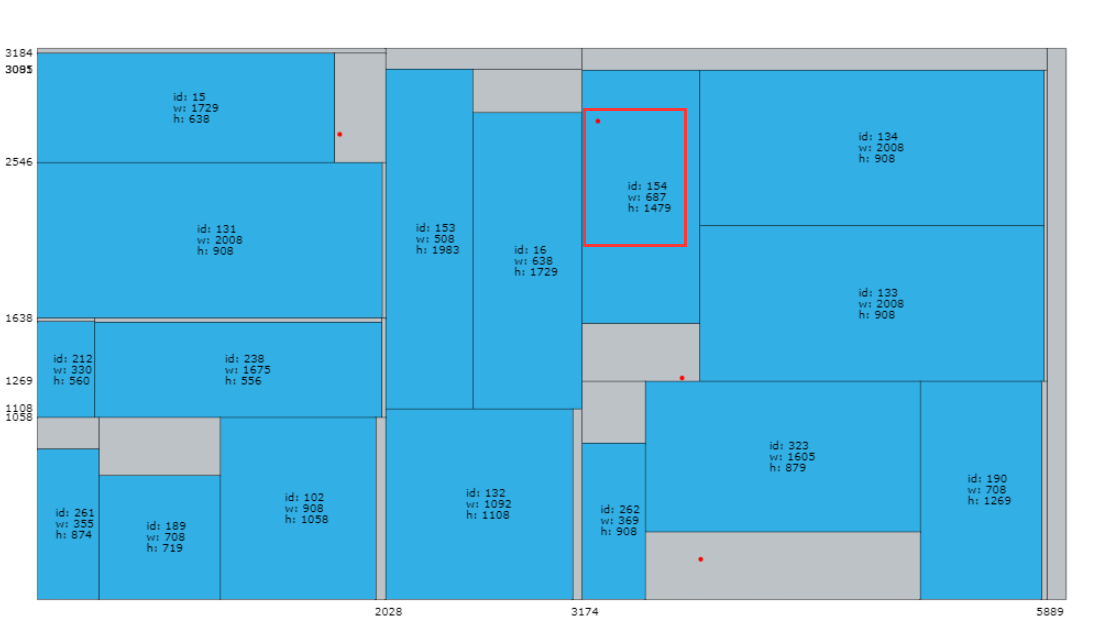 3184
3095
2546
1638
1269
1108
1058
id: 15
w: 1729
h: 638
id: 131
w: 2008
h: 908
id: 212
w: 330
h: 560
id: 238
w: 1675
h: 556
id: 261
w: 355
h: 874
id: 189
w: 708
h: 719
id: 102
w: 908
h: 1058
id: 153
w: 508
h: 1983
id: 16
w: 638
h: 1729
id: 132
w: 1092
h: 1108
id: 154
w: 687
h: 1479
id: 134
w: 2008
h: 908
id: 133
w: 2008
h: 908
id: 262
w: 369
h: 908
id: 323
w: 1605
h: 879
id: 190
w: 708
h: 1269
2028
3174
5889